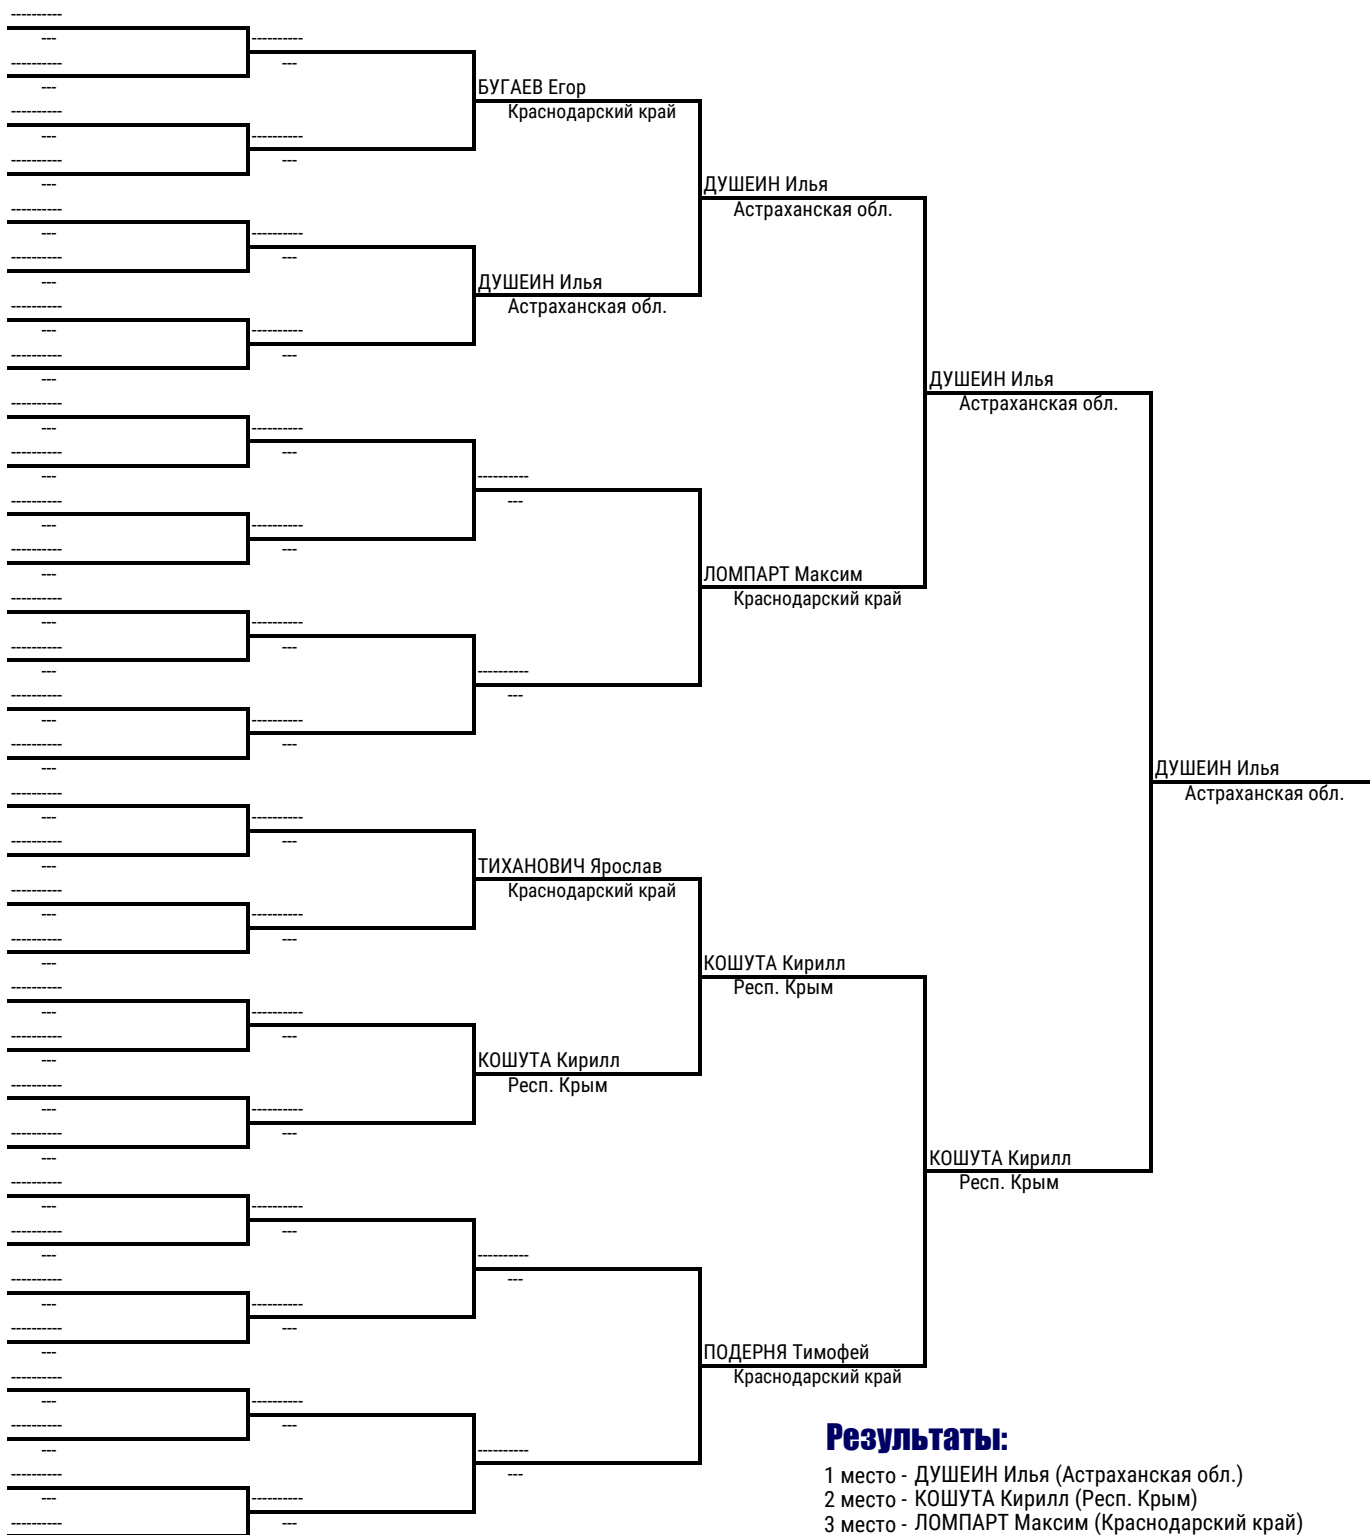 БУГАЕВ Егор
Краснодарский край
ДУШЕИН Илья
Астраханская обл.
ДУШЕИН Илья
Астраханская обл.
ДУШЕИН Илья
Астраханская обл.
ЛОМПАРТ Максим
Краснодарский край
ДУШЕИН Илья
Астраханская обл.
ТИХАНОВИЧ Ярослав
Краснодарский край
КОШУТА Кирилл
Респ. Крым
КОШУТА Кирилл
Респ. Крым
КОШУТА Кирилл
Респ. Крым
ПОДЕРНЯ Тимофей
Краснодарский край
Результаты:
1 место - ДУШЕИН Илья (Астраханская обл.)
2 место - КОШУТА Кирилл (Респ. Крым)
3 место - ЛОМПАРТ Максим (Краснодарский край)